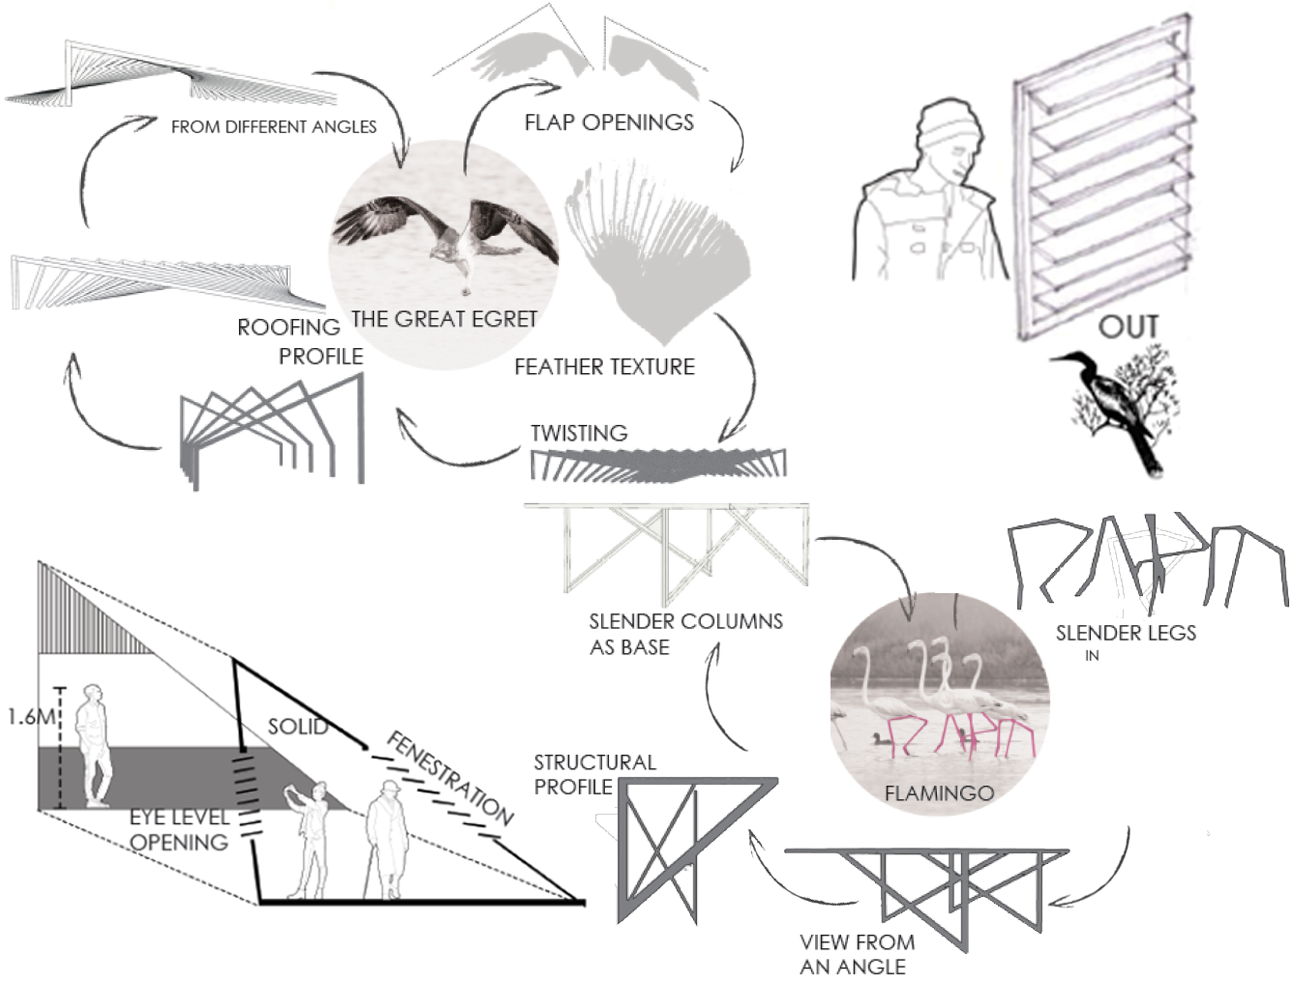 FLAP OPENINGS
FROM DIFFERENT ANGLES
THE GREAT EGRET
ROOFING
PROFILE
FEATHER TEXTURE
OUT
TWISTING
SLENDER COLUMNS
AS BASE
SLENDER LEGS
IN
1.6M
SOLID
FENESTRATION
EYE LEVEL
OPENING
STRUCTURAL
PROFILE
FLAMINGO
VIEW FROM
AN ANGLE